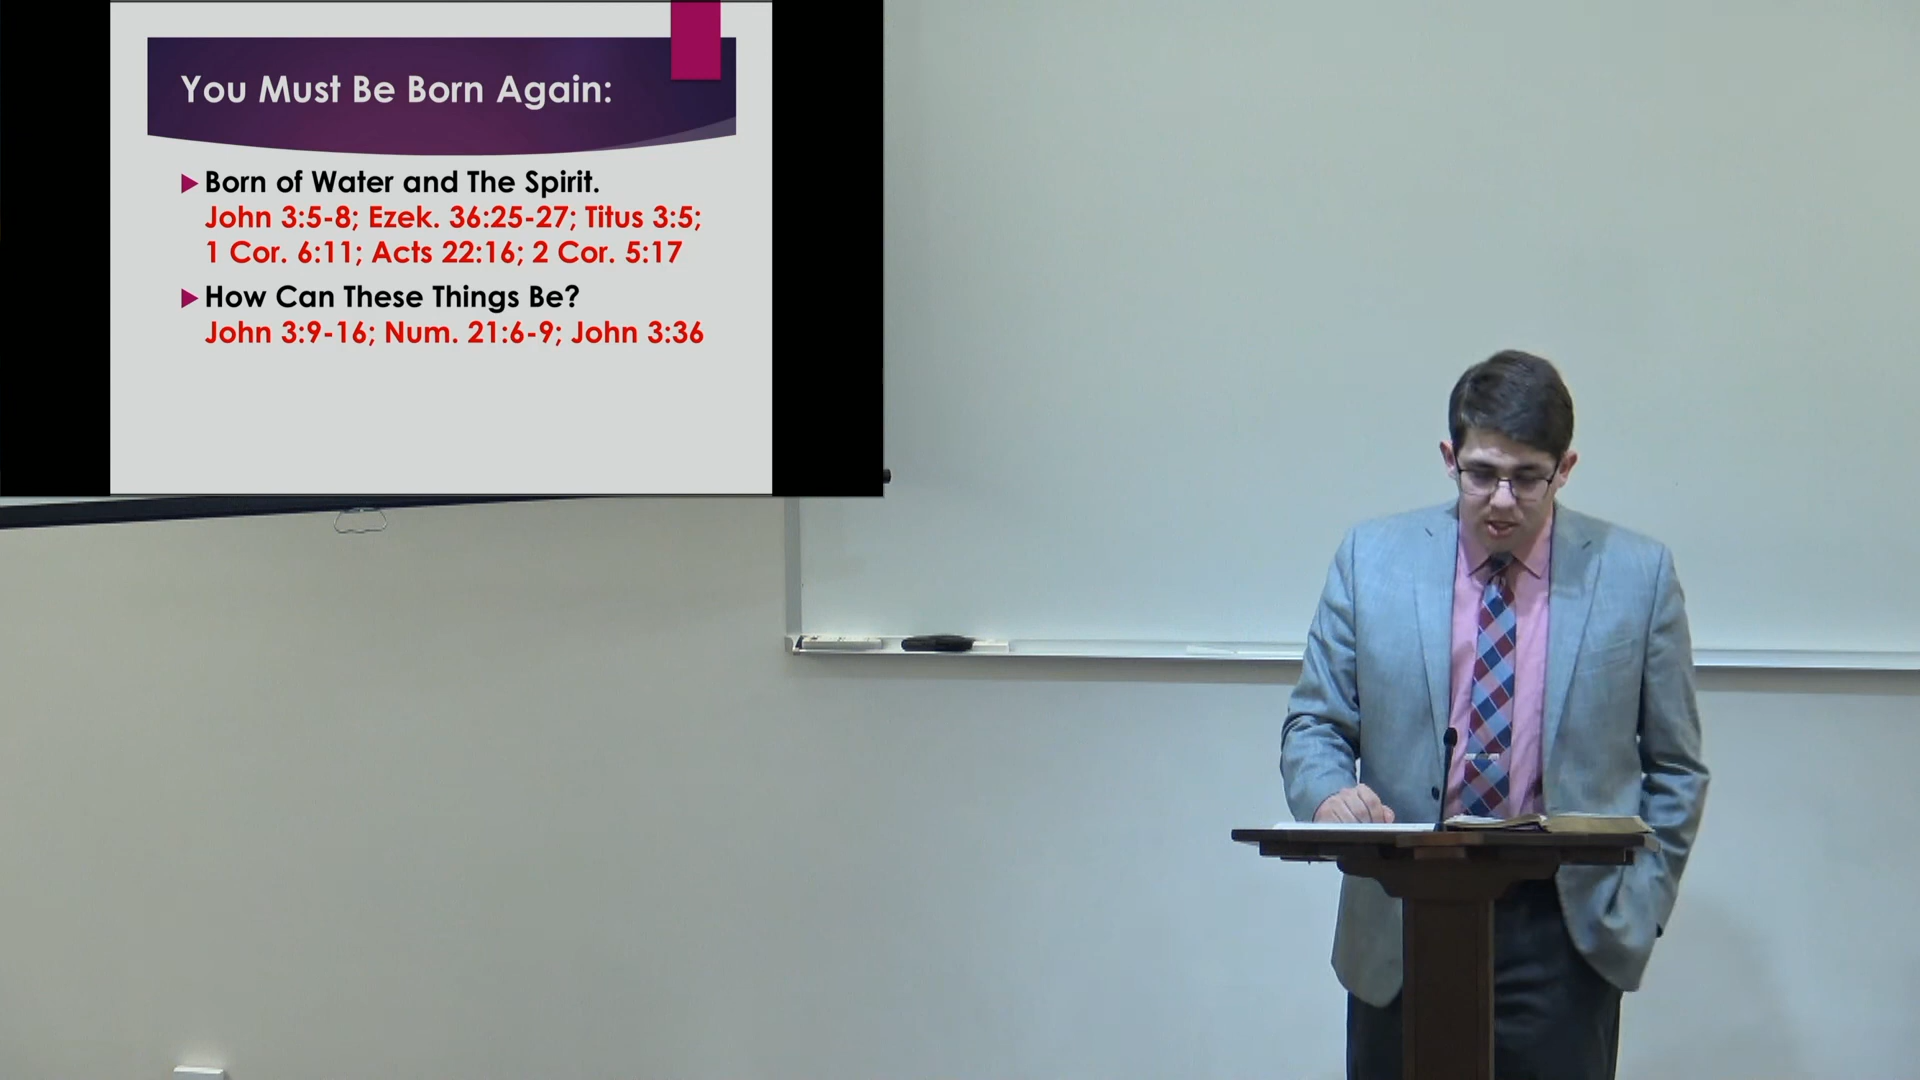 You Must Be Born Again:
Born of Water and The Spirit.
John 3:5-8; Ezek. 36:25-27; Titus 3:5;
1 Cor. 6:11; Acts 22:16; 2 Cor. 5:17
How Can These Things Be?
John 3:9-16; Num. 21:6-9; John 3:36